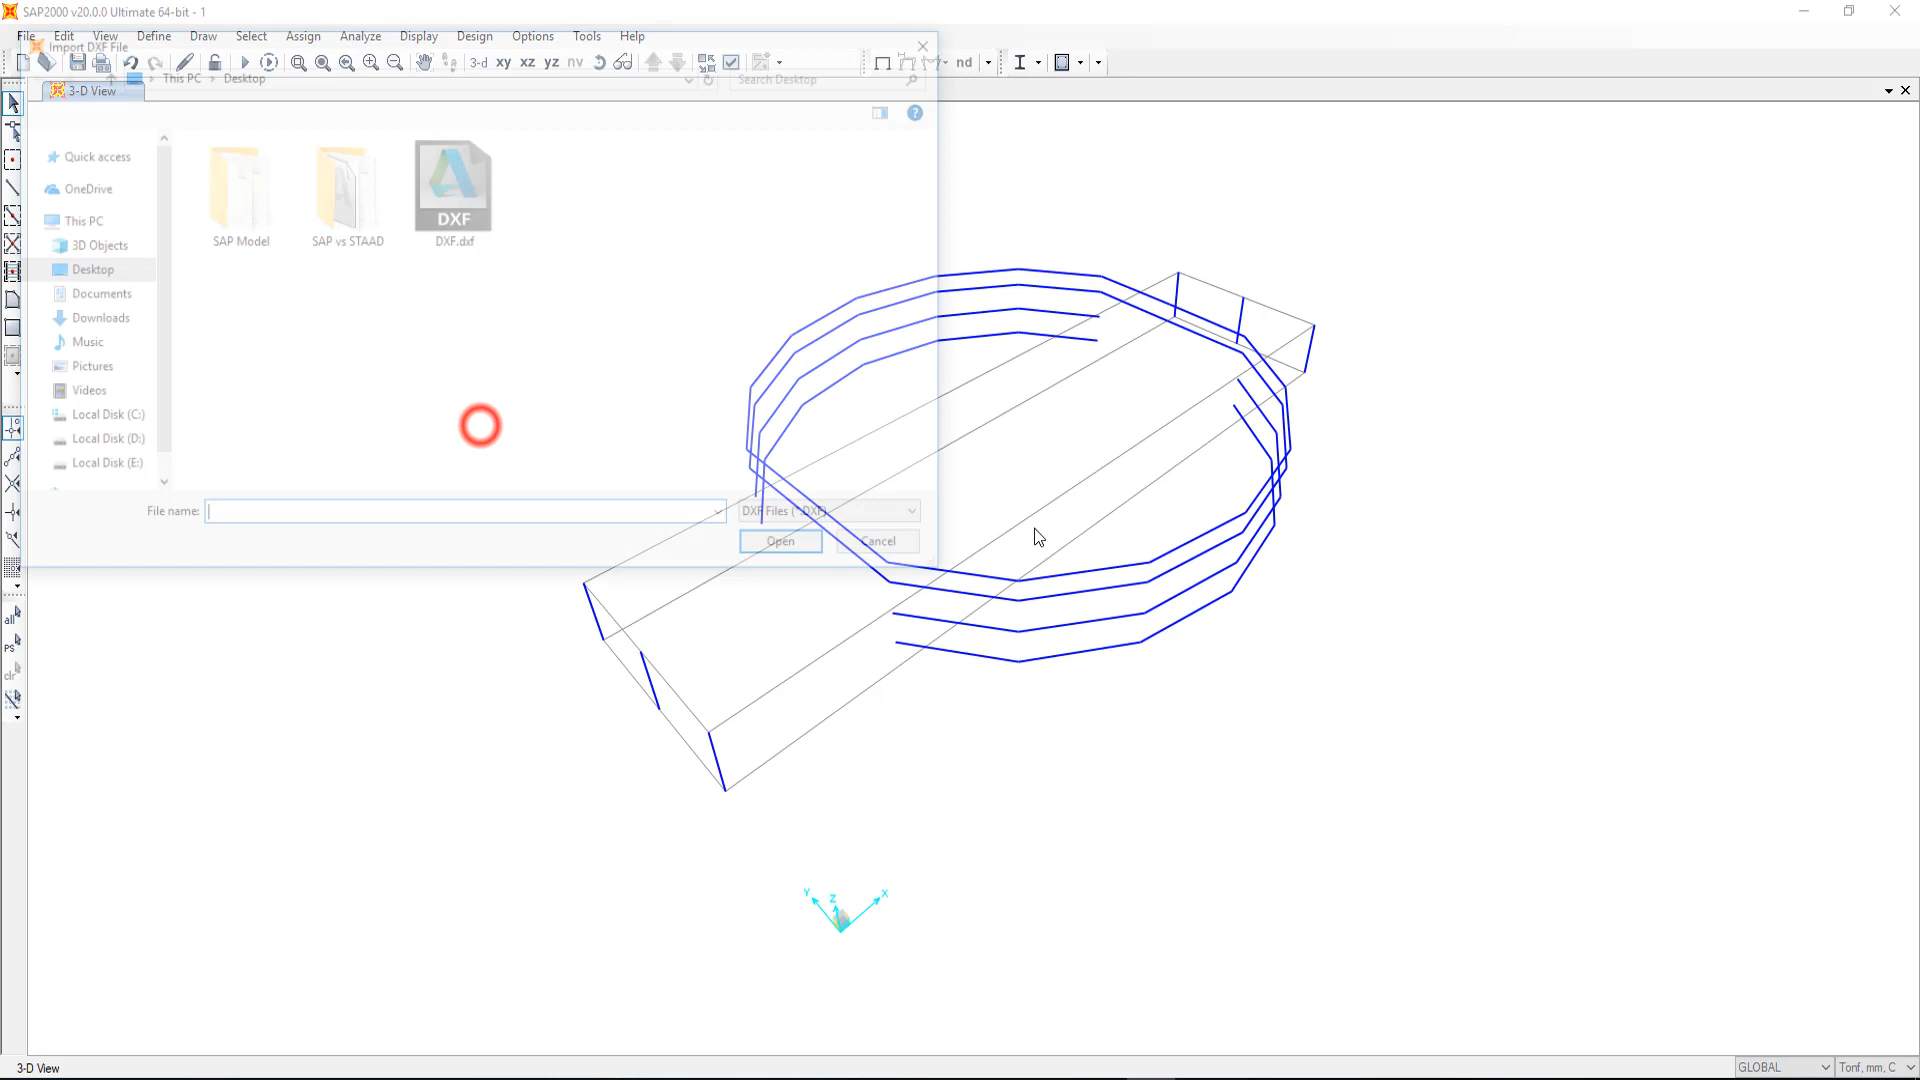 SAP2000 v20.0.0 Ultimate 64-bit - 1
File Edit View Define Draw Select Assign Analyze Display Design Options Tools Help
Import DXF File
3-d xy xz yz nv nd
This PC Desktop
Search Desktop
3-D View
Quick access
OneDrive
This PC
3D Objects
Desktop
Documents
Downloads
Music
Pictures
Videos
Local Disk (C:)
Local Disk (D:)
Local Disk (E:)
DXF
SAP Model
SAP vs STAAD
DXF.dxf
File name:
DXF Files (*.DXF)
Open
Cancel
all
PS
clr
Y Z X
3-D View
GLOBAL
Tonf, mm, C